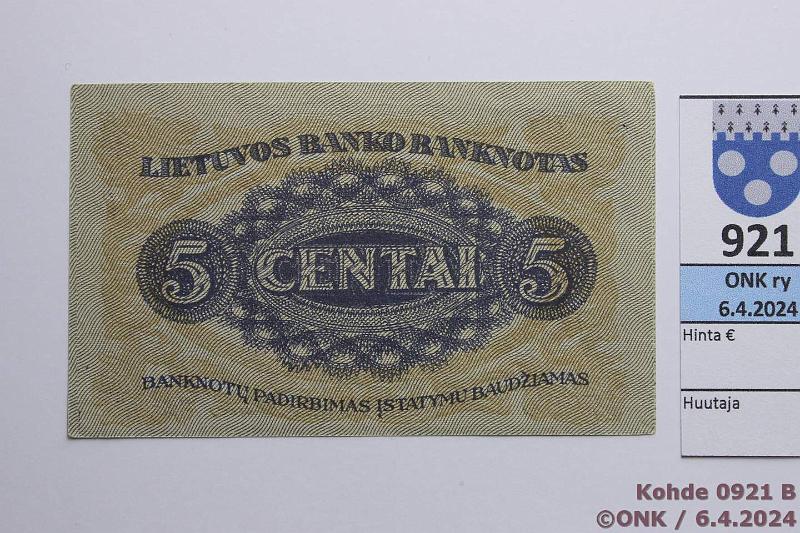 LIETUVOS BANKO BANKNOTAS
5 CENTAI 5
BANKNOTŲ PADIRBIMAS ĮSTATYMU BAUDŽIAMAS
921
ONK ry
6.4.2024
Hinta €
Huutaja
Kohde 0921 B
©ONK / 6.4.2024